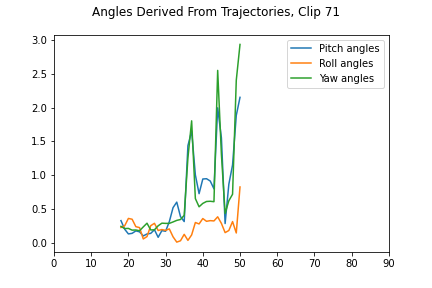 Angles Derived From Trajectories, Clip 71
3.0
2.5
2.0
1.5
1.0
0.5
0.0
Pitch angles
Roll angles
Yaw angles
0 10 20 30 40 50 60 70 80 90